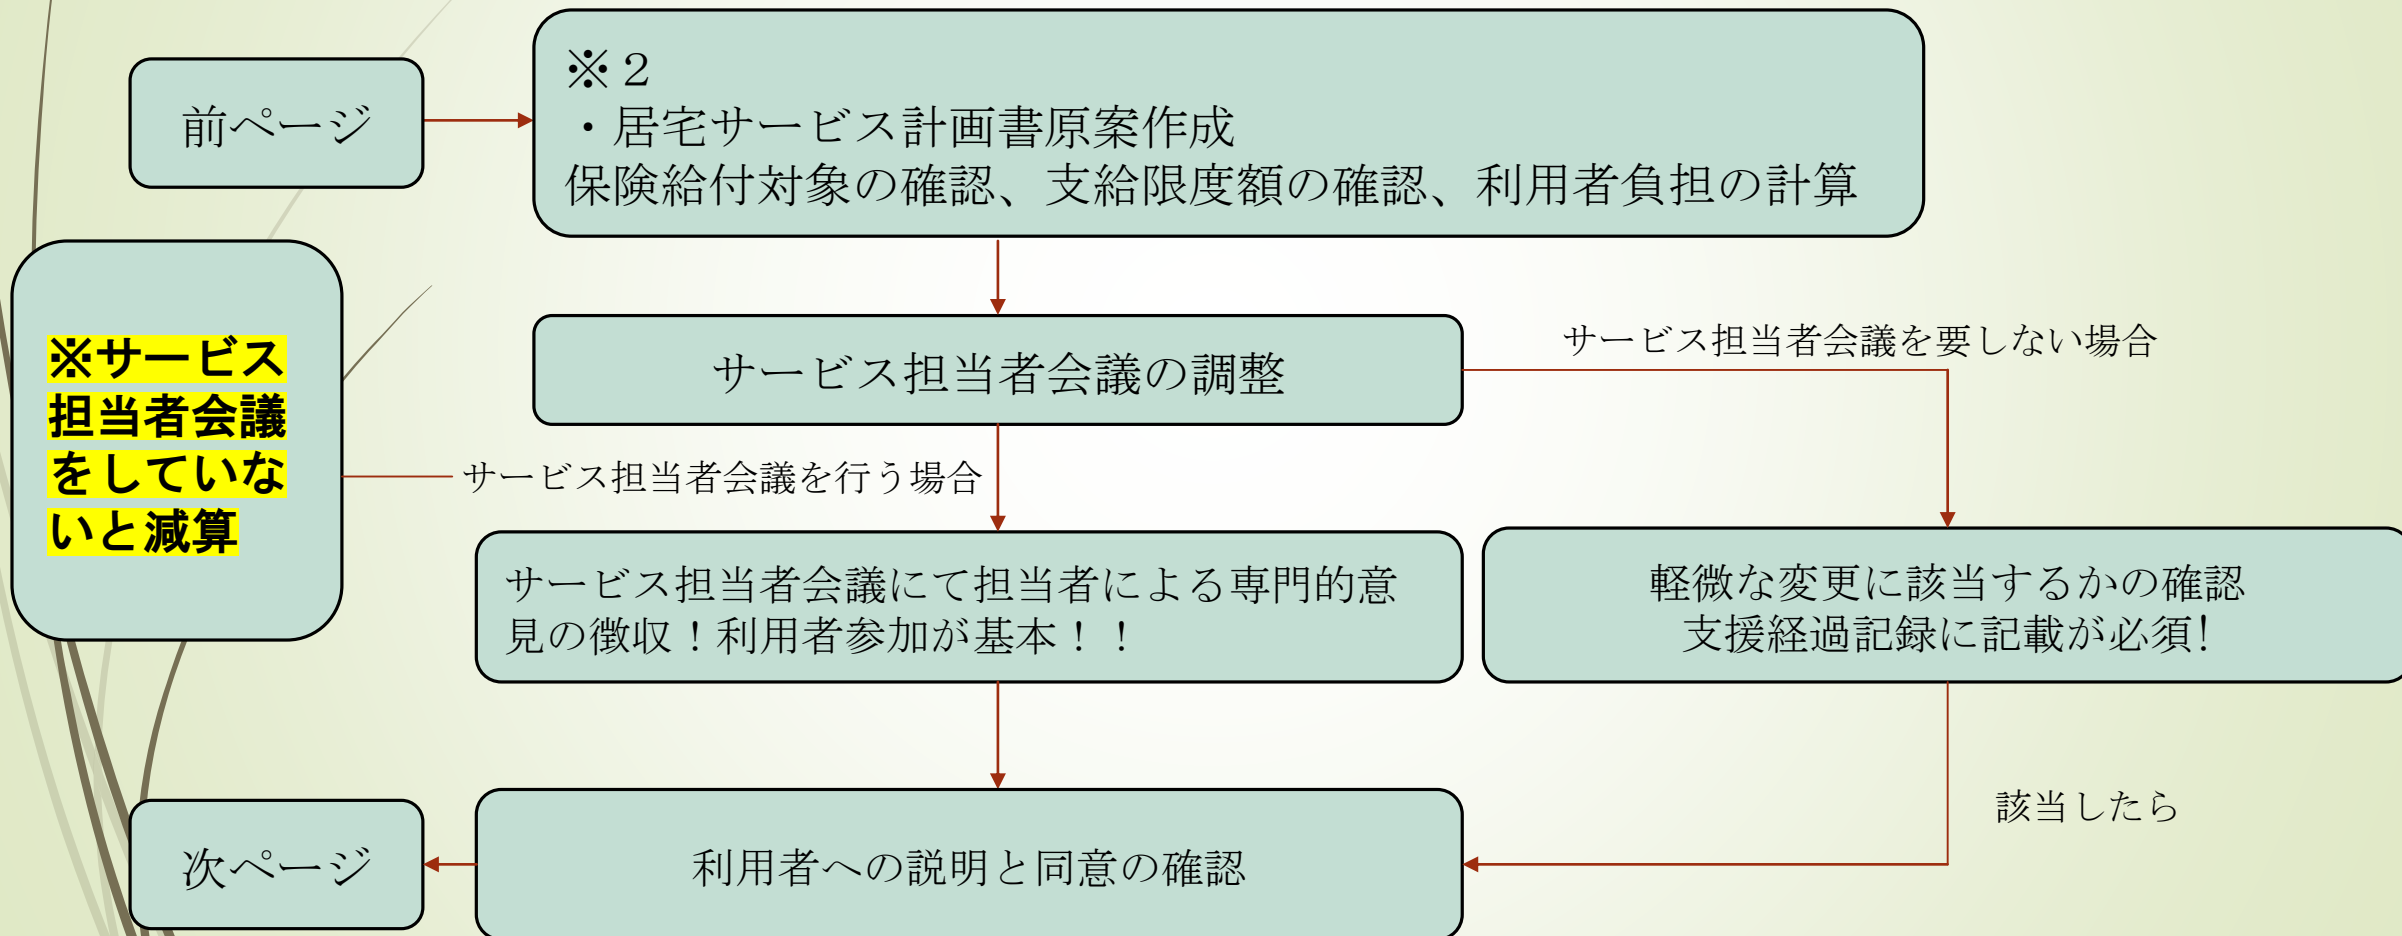 ※２
・居宅サービス計画書原案作成
保険給付対象の確認、支給限度額の確認、利用者負担の計算
前ページ
サービス担当者会議の調整
サービス担当者会議を要しない場合
※サービス
担当者会議
をしていな
いと減算
サービス担当者会議を行う場合
サービス担当者会議にて担当者による専門的意
見の徴収！利用者参加が基本！！
軽微な変更に該当するかの確認
支援経過記録に記載が必須!
該当したら
利用者への説明と同意の確認
次ページ